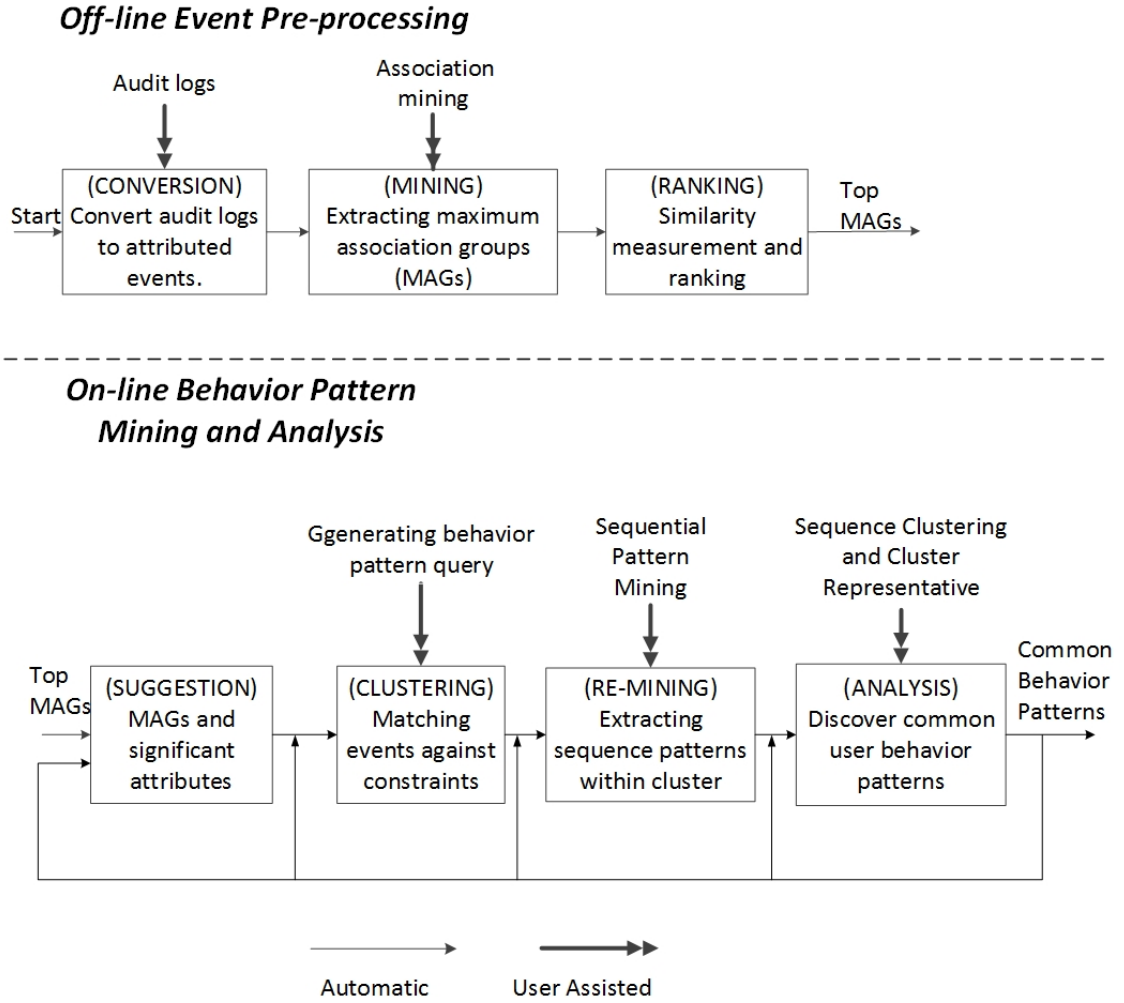 Off-line Event Pre-processing
Audit logs
Association
mining
Start
(CONVERSION)
Convert audit logs
to attributed
events.
(MINING)
Extracting maximum
association groups
(MAGs)
(RANKING)
Similarity
measurement and
ranking
Top
MAGs
On-line Behavior Pattern
Mining and Analysis
Ggenerating behavior
pattern query
Sequential
Pattern
Mining
Sequence Clustering
and Cluster
Representative
Top
MAGs
(SUGGESTION)
MAGs and
significant
attributes
(CLUSTERING)
Matching
events against
constraints
(RE-MINING)
Extracting
sequence patterns
within cluster
(ANALYSIS)
Discover common
user behavior
patterns
Common
Behavior
Patterns
Automatic
User Assisted